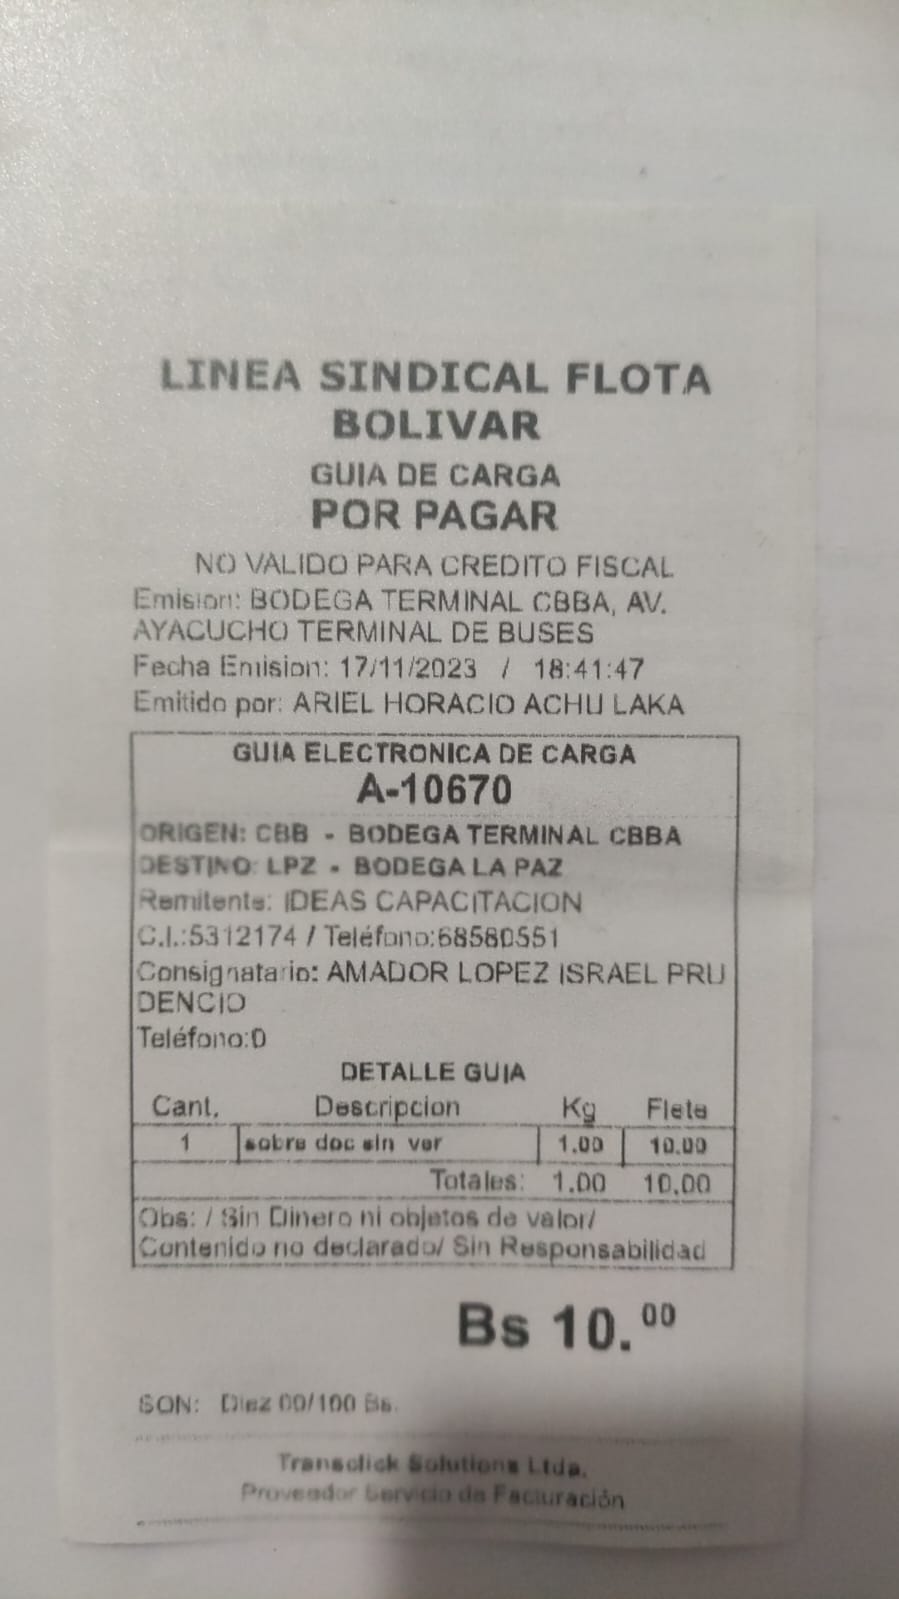 LINEA SINDICAL FLOTA
BOLIVAR
GUIA DE CARGA
POR PAGAR
NO VALIDO PARA CREDITO FISCAL
Emision: BODEGA TERMINAL CBBA, AV.
AYACUCHO TERMINAL DE BUSES
Fecha Emision: 17/11/2023 / 18:41:47
Emitido por: ARIEL HORACIO ACHU LAKA
GUIA ELECTRONICA DE CARGA
A-10670
ORIGEN: CBB - BODEGA TERMINAL CBBA
DESTINO: LPZ - BODEGA LA PAZ
Remitente: IDEAS CAPACITACION
C.I.:5312174 / Teléfono:68580551
Consignatario: AMADOR LOPEZ ISRAEL PRU
DENCIO
Teléfono:0
DETALLE GUIA
Cant. Descripcion Kg Flete
1 sobre doc sin ver 1.00 10.00
Totales: 1.00 10.00
Obs: / Sin Dinero ni objetos de valor/
Contenido no declarado/ Sin Responsabilidad
Bs 10.00
SON: Diez 00/100 Bs.
Transclick Solutions Ltda.
Proveedor Servicio de Facturación